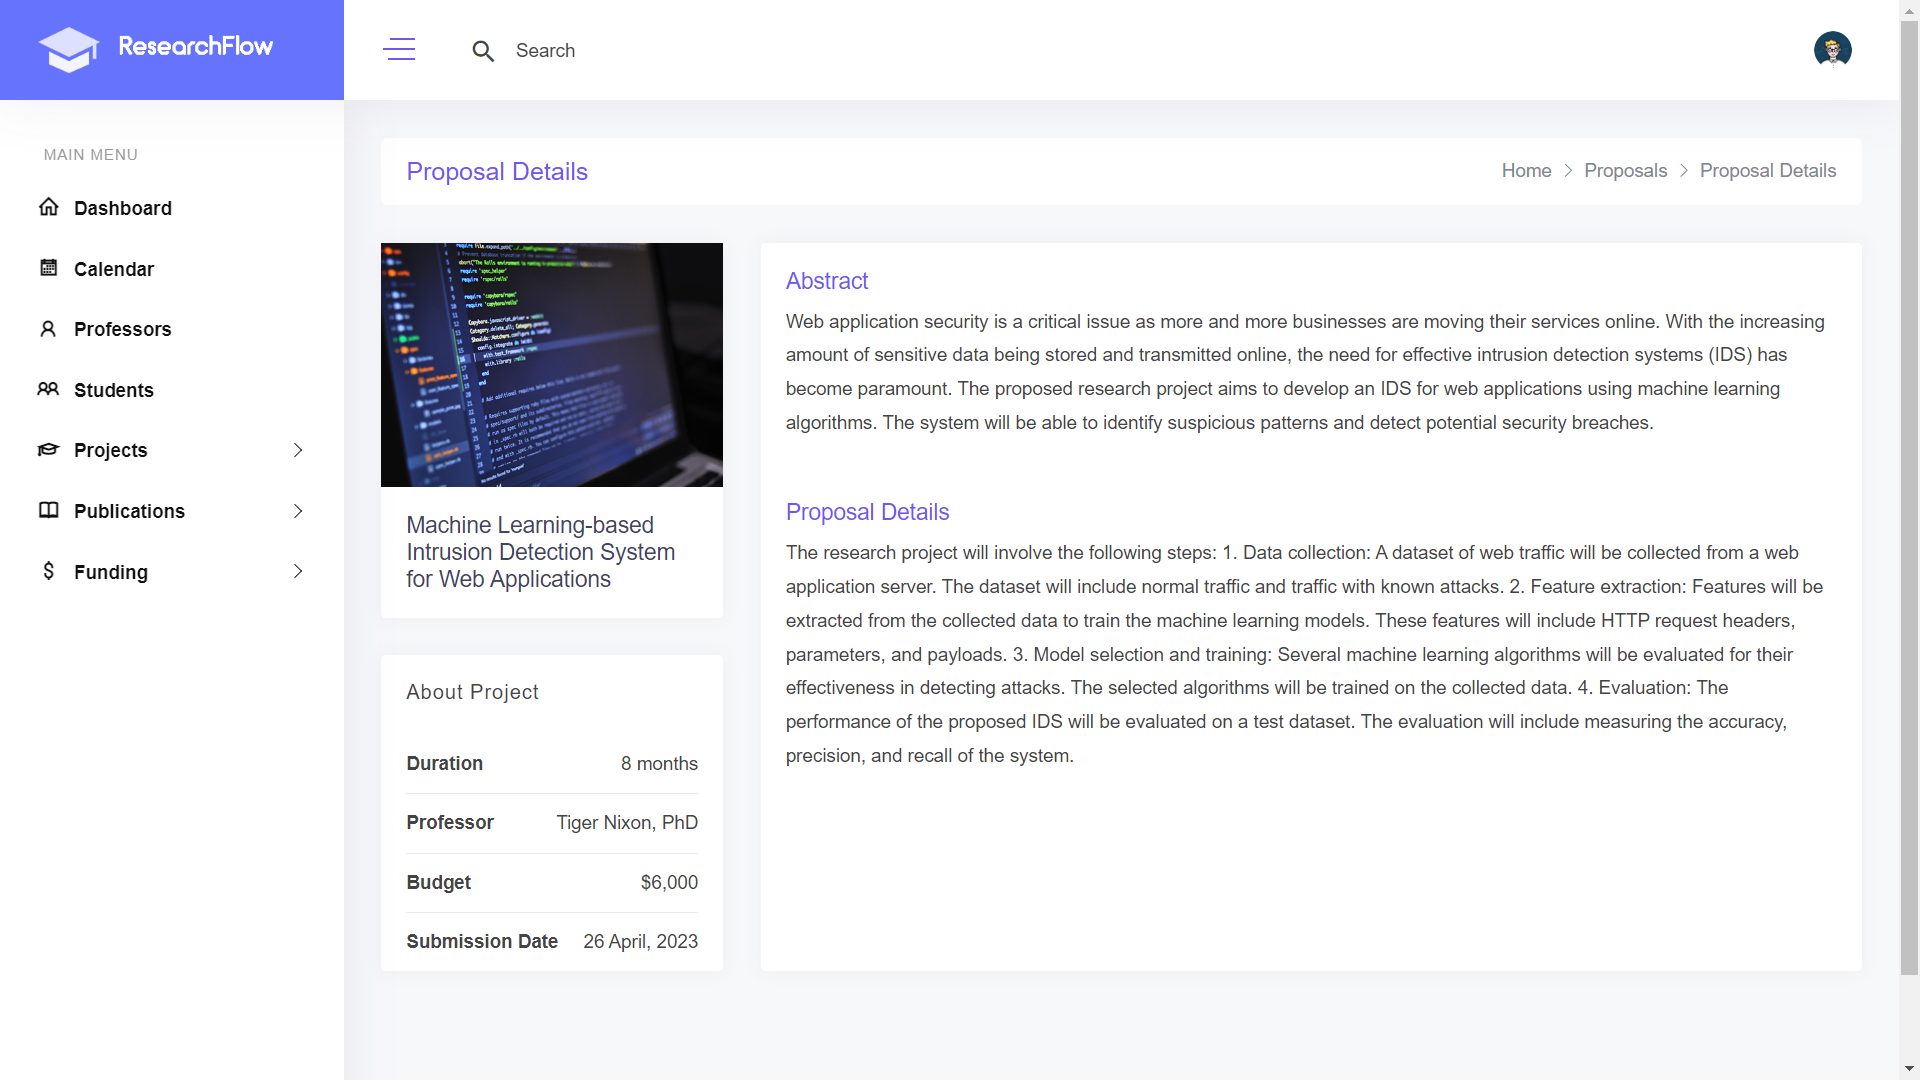 ResearchFlow
Search
MAIN MENU
Dashboard
Calendar
Professors
Students
Projects
Publications
Funding
Proposal Details
Home
Proposals
Proposal Details
Machine Learning-based
Intrusion Detection System
for Web Applications
About Project
Duration 8 months
Professor Tiger Nixon, PhD
Budget $6,000
Submission Date 26 April, 2023
Abstract
Web application security is a critical issue as more and more businesses are moving their services online. With the increasing
amount of sensitive data being stored and transmitted online, the need for effective intrusion detection systems (IDS) has
become paramount. The proposed research project aims to develop an IDS for web applications using machine learning
algorithms. The system will be able to identify suspicious patterns and detect potential security breaches.
Proposal Details
The research project will involve the following steps: 1. Data collection: A dataset of web traffic will be collected from a web
application server. The dataset will include normal traffic and traffic with known attacks. 2. Feature extraction: Features will be
extracted from the collected data to train the machine learning models. These features will include HTTP request headers,
parameters, and payloads. 3. Model selection and training: Several machine learning algorithms will be evaluated for their
effectiveness in detecting attacks. The selected algorithms will be trained on the collected data. 4. Evaluation: The
performance of the proposed IDS will be evaluated on a test dataset. The evaluation will include measuring the accuracy,
precision, and recall of the system.